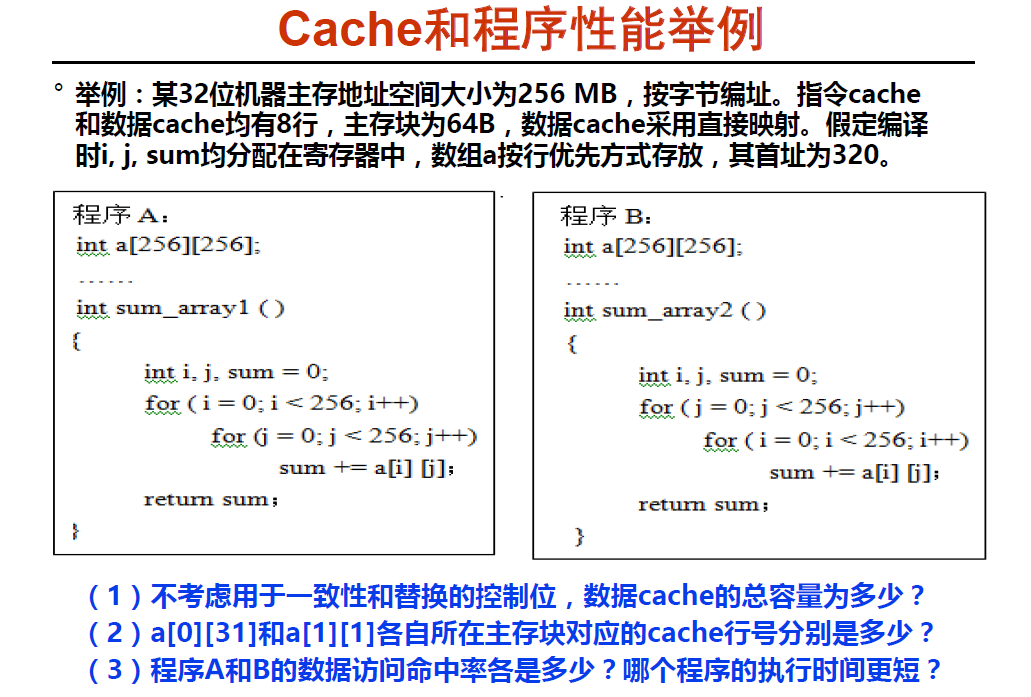 Cache和程序性能举例
° 举例：某32位机器主存地址空间大小为256 MB，按字节编址。指令cache
和数据cache均有8行，主存块为64B，数据cache采用直接映射。假定编译
时i, j, sum均分配在寄存器中，数组a按行优先方式存放，其首址为320。
程序 A：
int a[256][256];
......
int sum_array1 ( )
{
int i, j, sum = 0;
for ( i = 0; i < 256; i++)
for (j = 0; j < 256; j++)
sum += a[i] [j];
return sum;
}
程序 B：
int a[256][256];
......
int sum_array2 ( )
{
int i, j, sum = 0;
for ( j = 0; j < 256; j++)
for ( i = 0; i < 256; i++)
sum += a[i] [j];
return sum;
}
（1）不考虑用于一致性和替换的控制位，数据cache的总容量为多少？
（2）a[0][31]和a[1][1]各自所在主存块对应的cache行号分别是多少？
（3）程序A和B的数据访问命中率各是多少？哪个程序的执行时间更短？